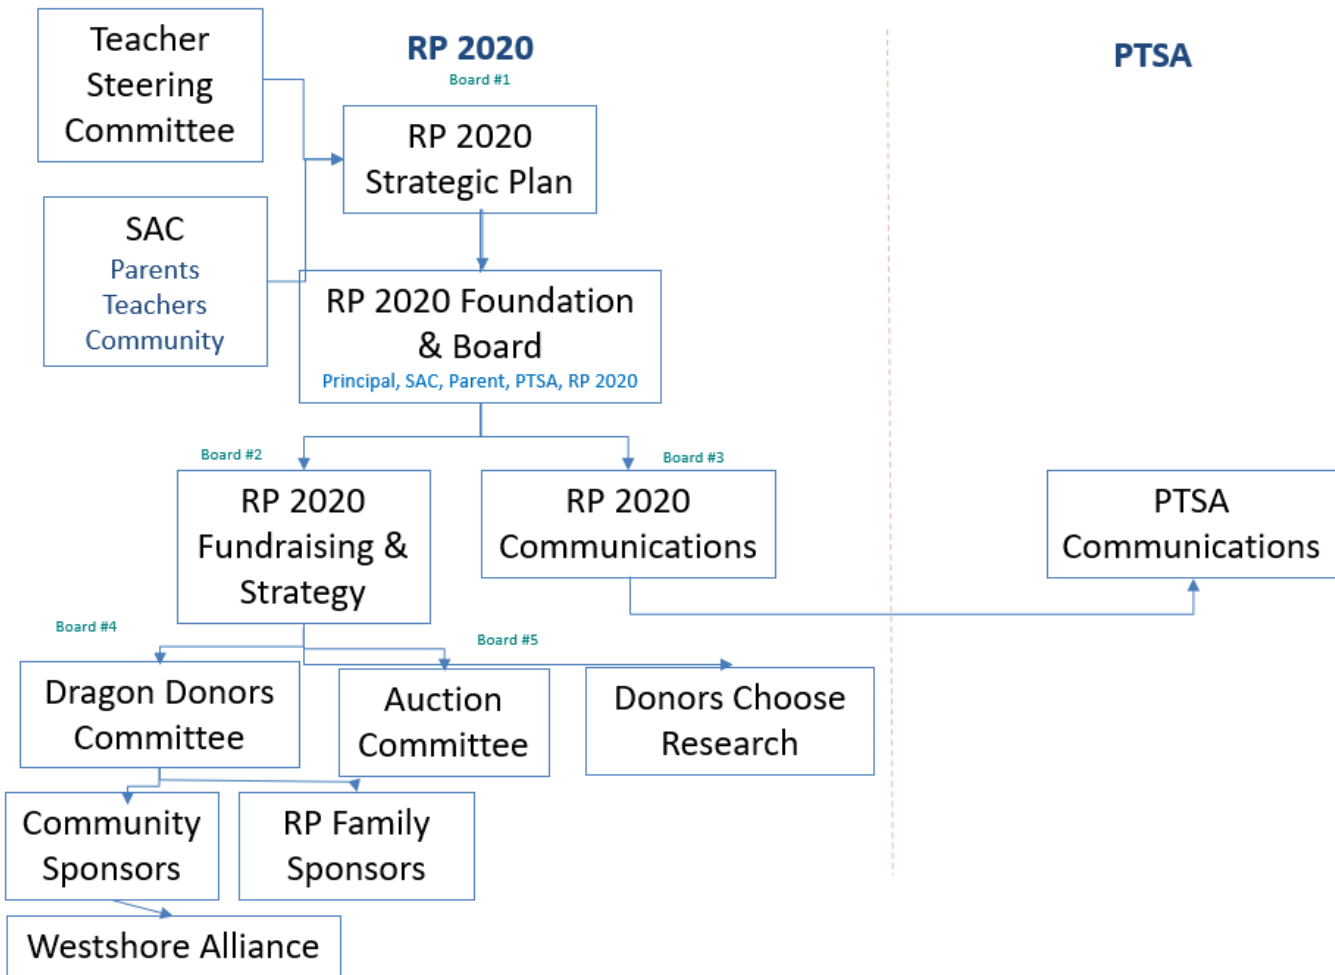 Teacher
Steering
Committee
RP 2020
Board #1
PTSA
RP 2020
Strategic Plan
SAC
Parents
Teachers
Community
RP 2020 Foundation
& Board
Principal, SAC, Parent, PTSA, RP 2020
Board #2
Board #3
RP 2020
Fundraising &
Strategy
RP 2020
Communications
PTSA
Communications
Board #4
Board #5
Dragon Donors
Committee
Auction
Committee
Donors Choose
Research
Community
Sponsors
RP Family
Sponsors
Westshore Alliance